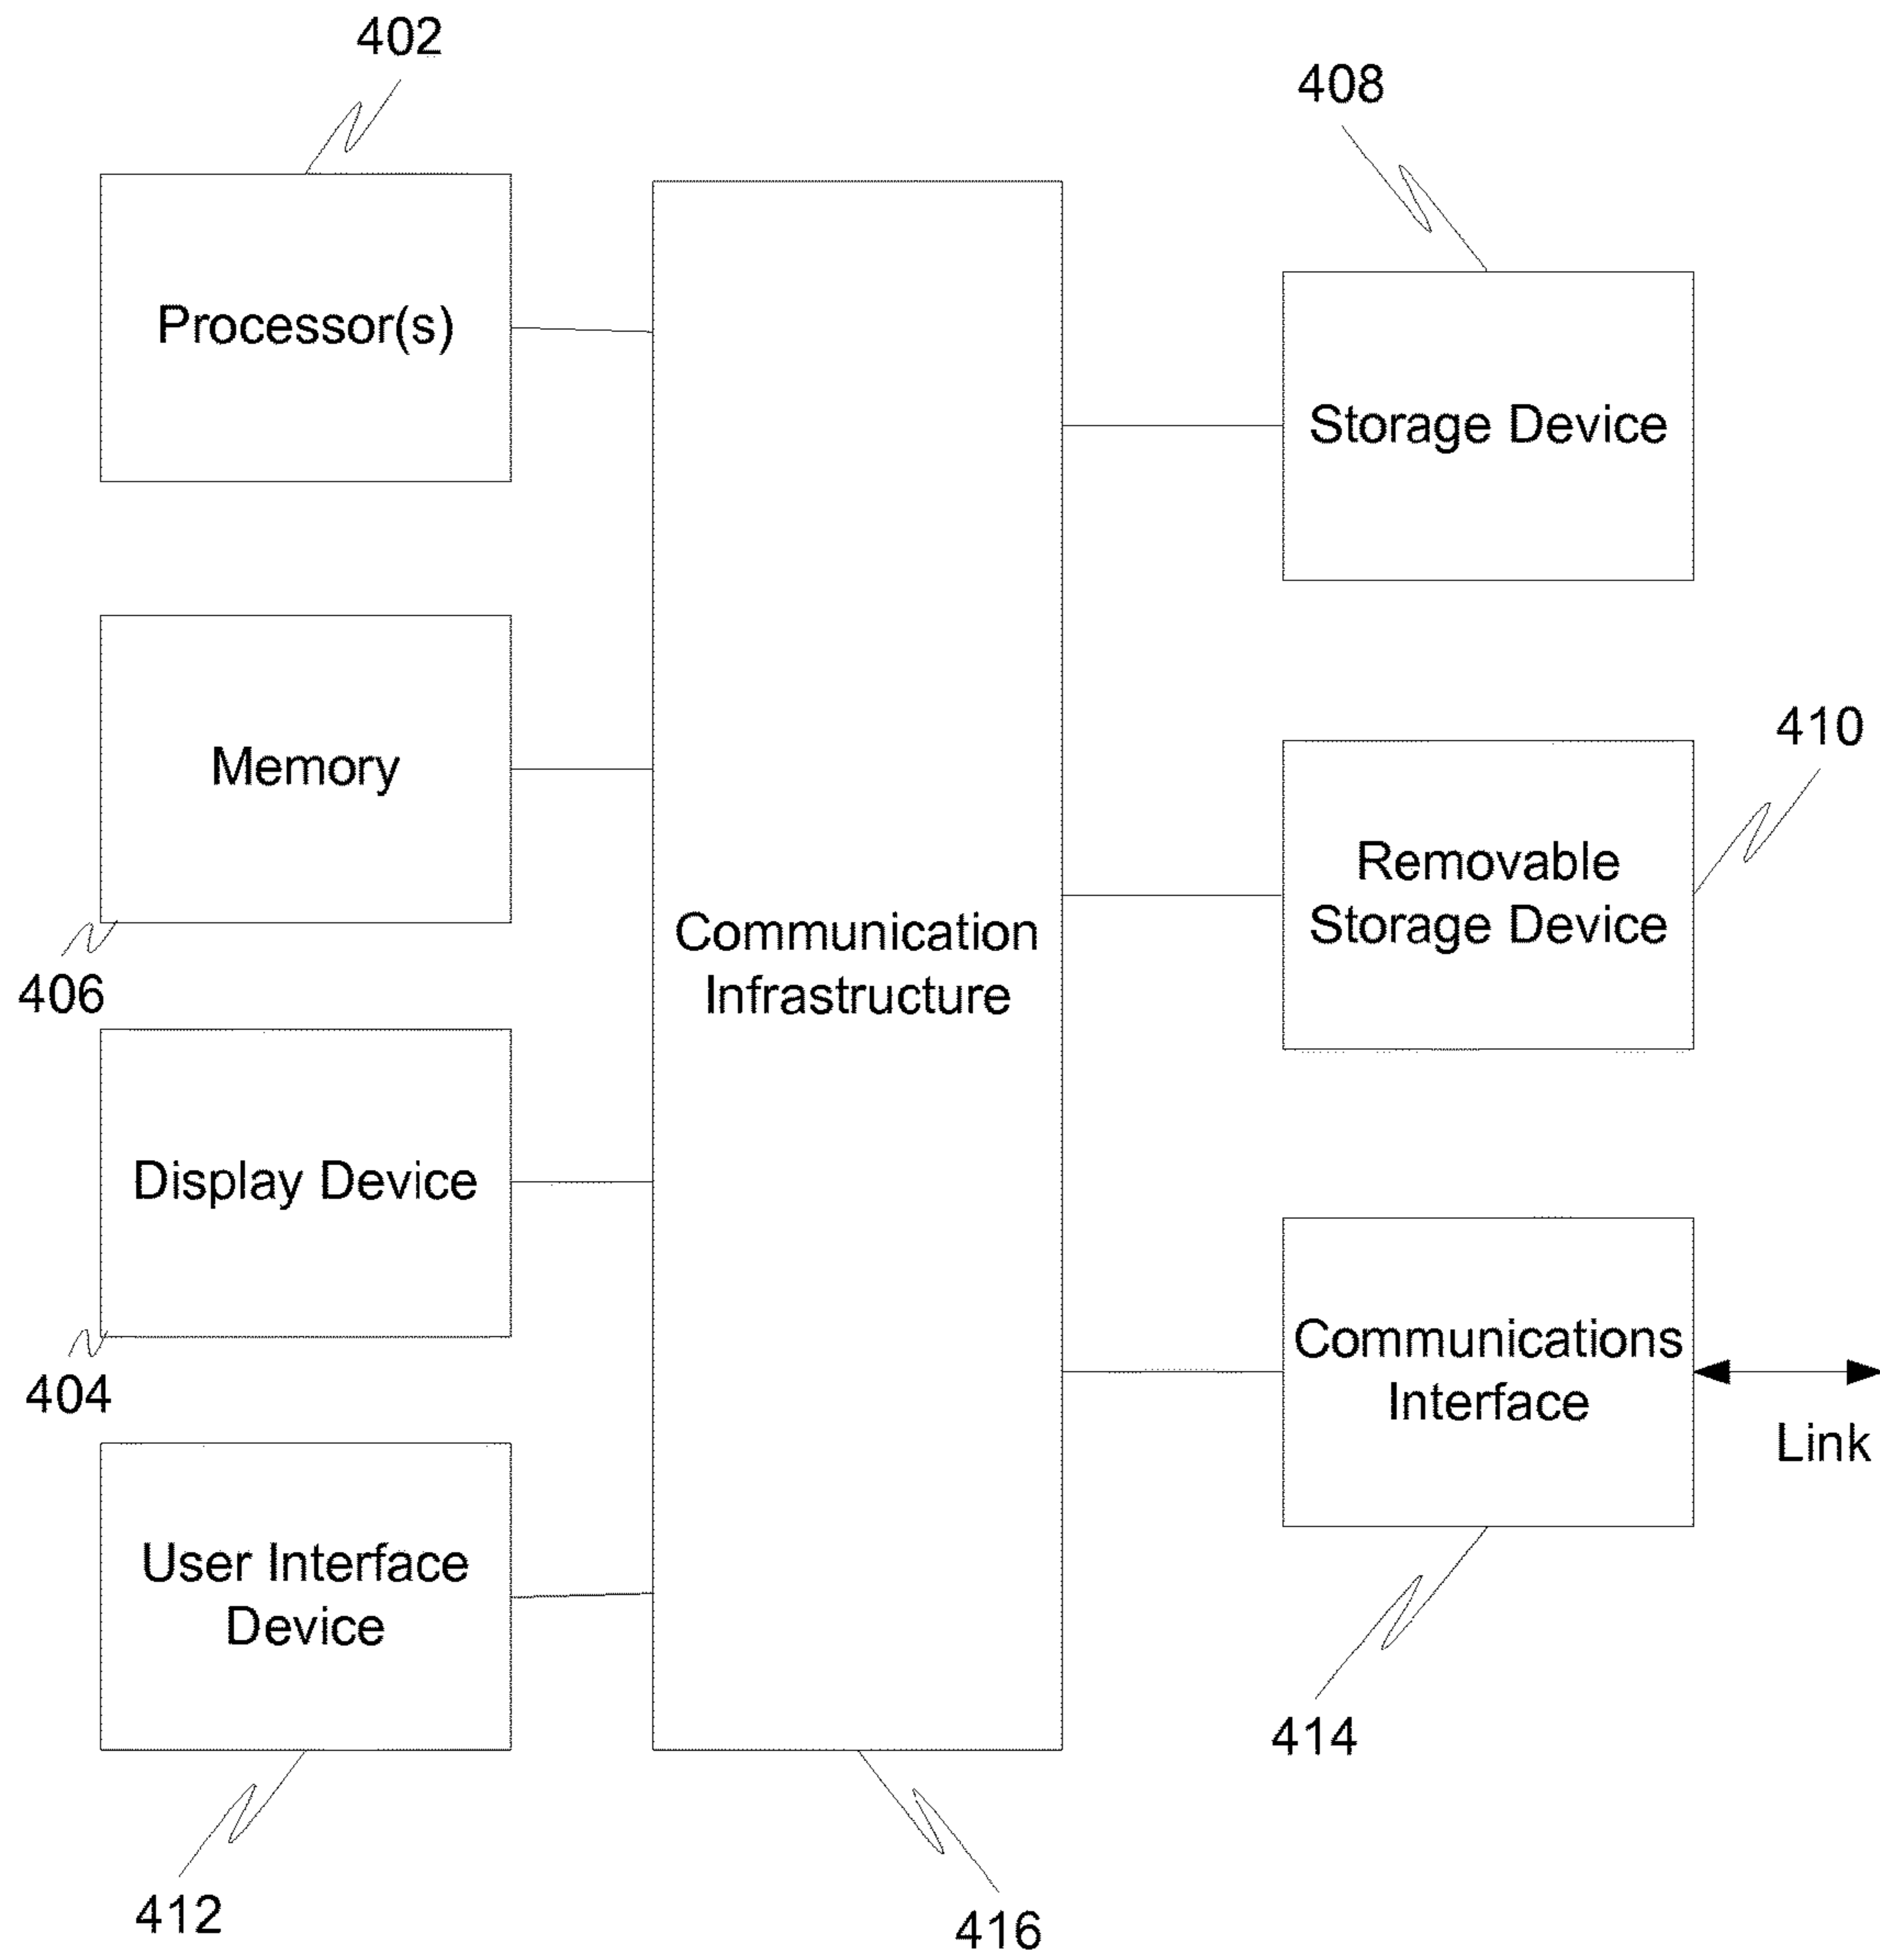 402
408
Processor(s)
Storage Device
410
Memory
Removable
Storage Device
406
Communication
Infrastructure
Display Device
Communications
Interface
Link
404
User Interface
Device
414
412
416